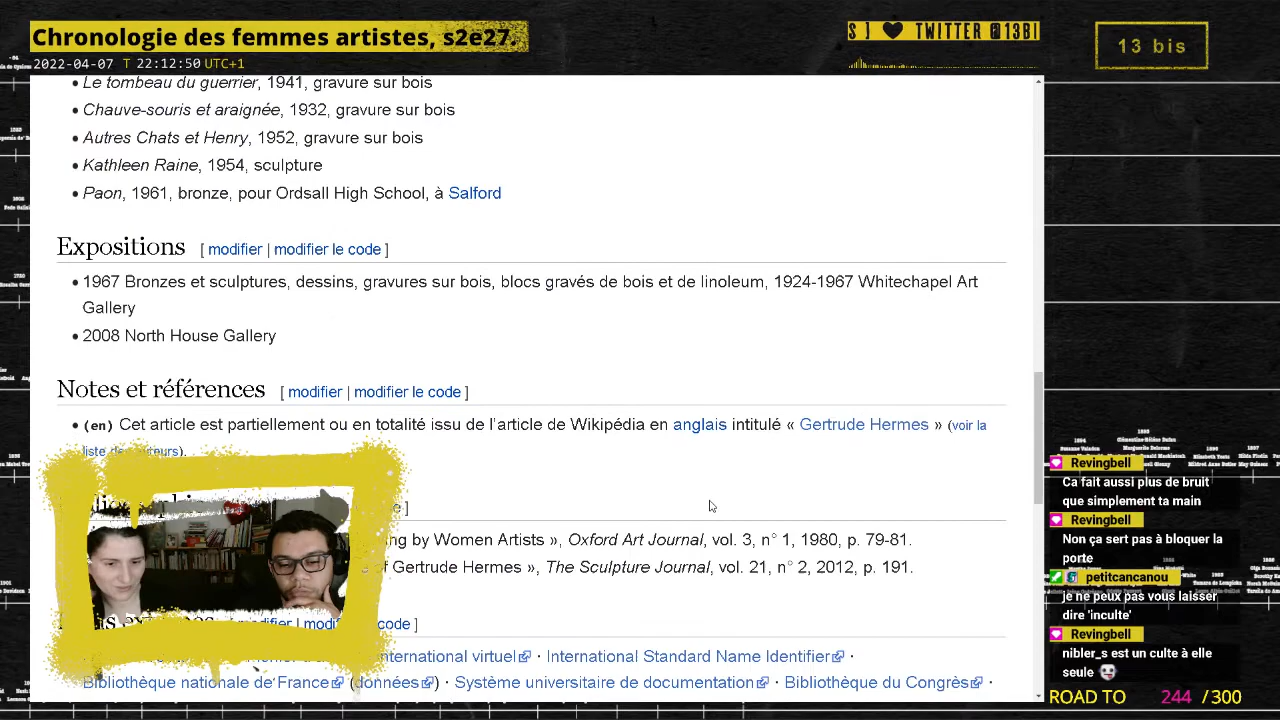 Chronologie des femmes artistes, s2e27.
S ] ♥ TWITTER @13BI
13 bis
2022-04-07 T 22:12:50 UTC+1
• Le tombeau du guerrier, 1941, gravure sur bois
• Chauve-souris et araignée, 1932, gravure sur bois
• Autres Chats et Henry, 1952, gravure sur bois
• Kathleen Raine, 1954, sculpture
• Paon, 1961, bronze, pour Ordsall High School, à Salford
Expositions [ modifier | modifier le code ]
• 1967 Bronzes et sculptures, dessins, gravures sur bois, blocs gravés de bois et de linoleum, 1924-1967 Whitechapel Art
Gallery
• 2008 North House Gallery
Notes et références [ modifier | modifier le code ]
• (en) Cet article est partiellement ou en totalité issu de l'article de Wikipédia en anglais intitulé « Gertrude Hermes » (voir la
liste des auteurs).
]
ng by Women Artists », Oxford Art Journal, vol. 3, n° 1, 1980, p. 79-81.
f Gertrude Hermes », The Sculpture Journal, vol. 21, n° 2, 2012, p. 191.
code ]
nternational virtuel · International Standard Name Identifier ·
Bibliothèque nationale de France (données) · Système universitaire de documentation · Bibliothèque du Congrès ·
Revingbell
Ca fait aussi plus de bruit
que simplement ta main
Revingbell
Non ça sert pas à bloquer la
porte
petitcancanou
je ne peux pas vous laisser
dire 'inculte'
Revingbell
nibler_s est un culte à elle
seule
ROAD TO 244 / 300